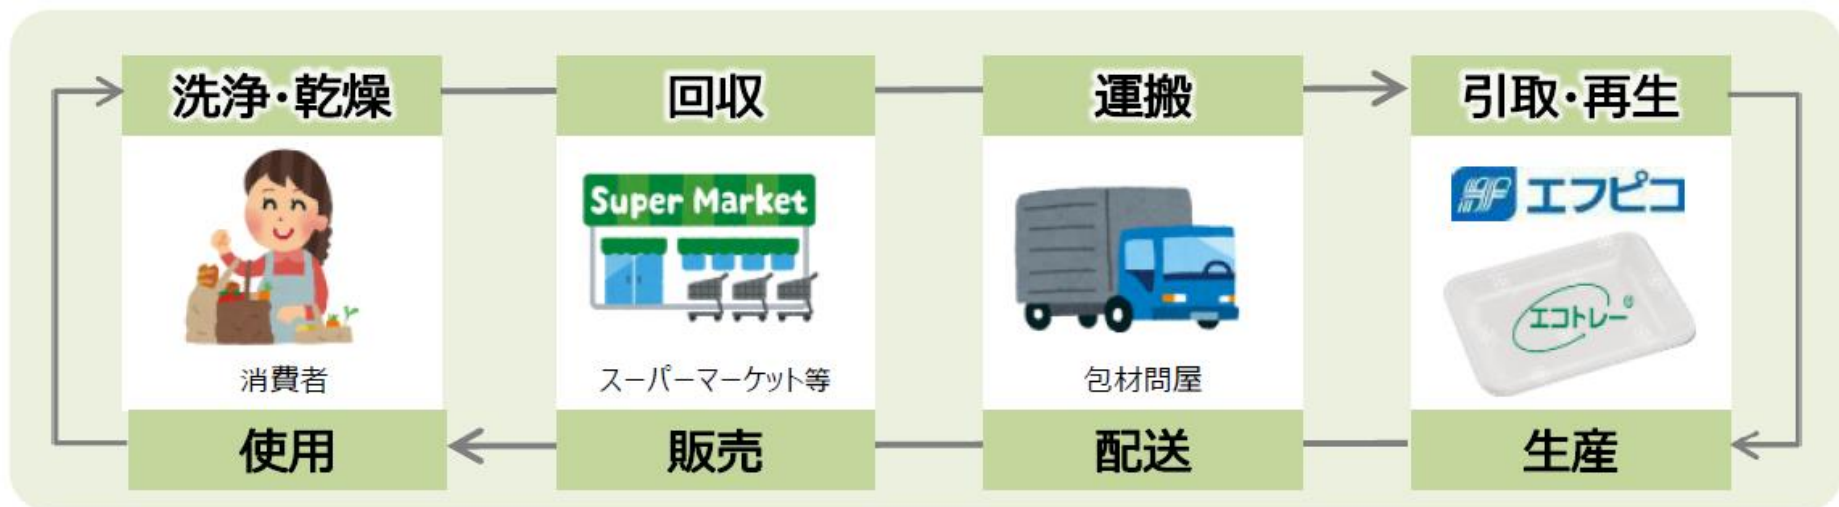 洗浄・乾燥
回収
運搬
引取・再生
Super Market
エフピコ
エコトレー®
消費者
スーパーマーケット等
包材問屋
使用
販売
配送
生産